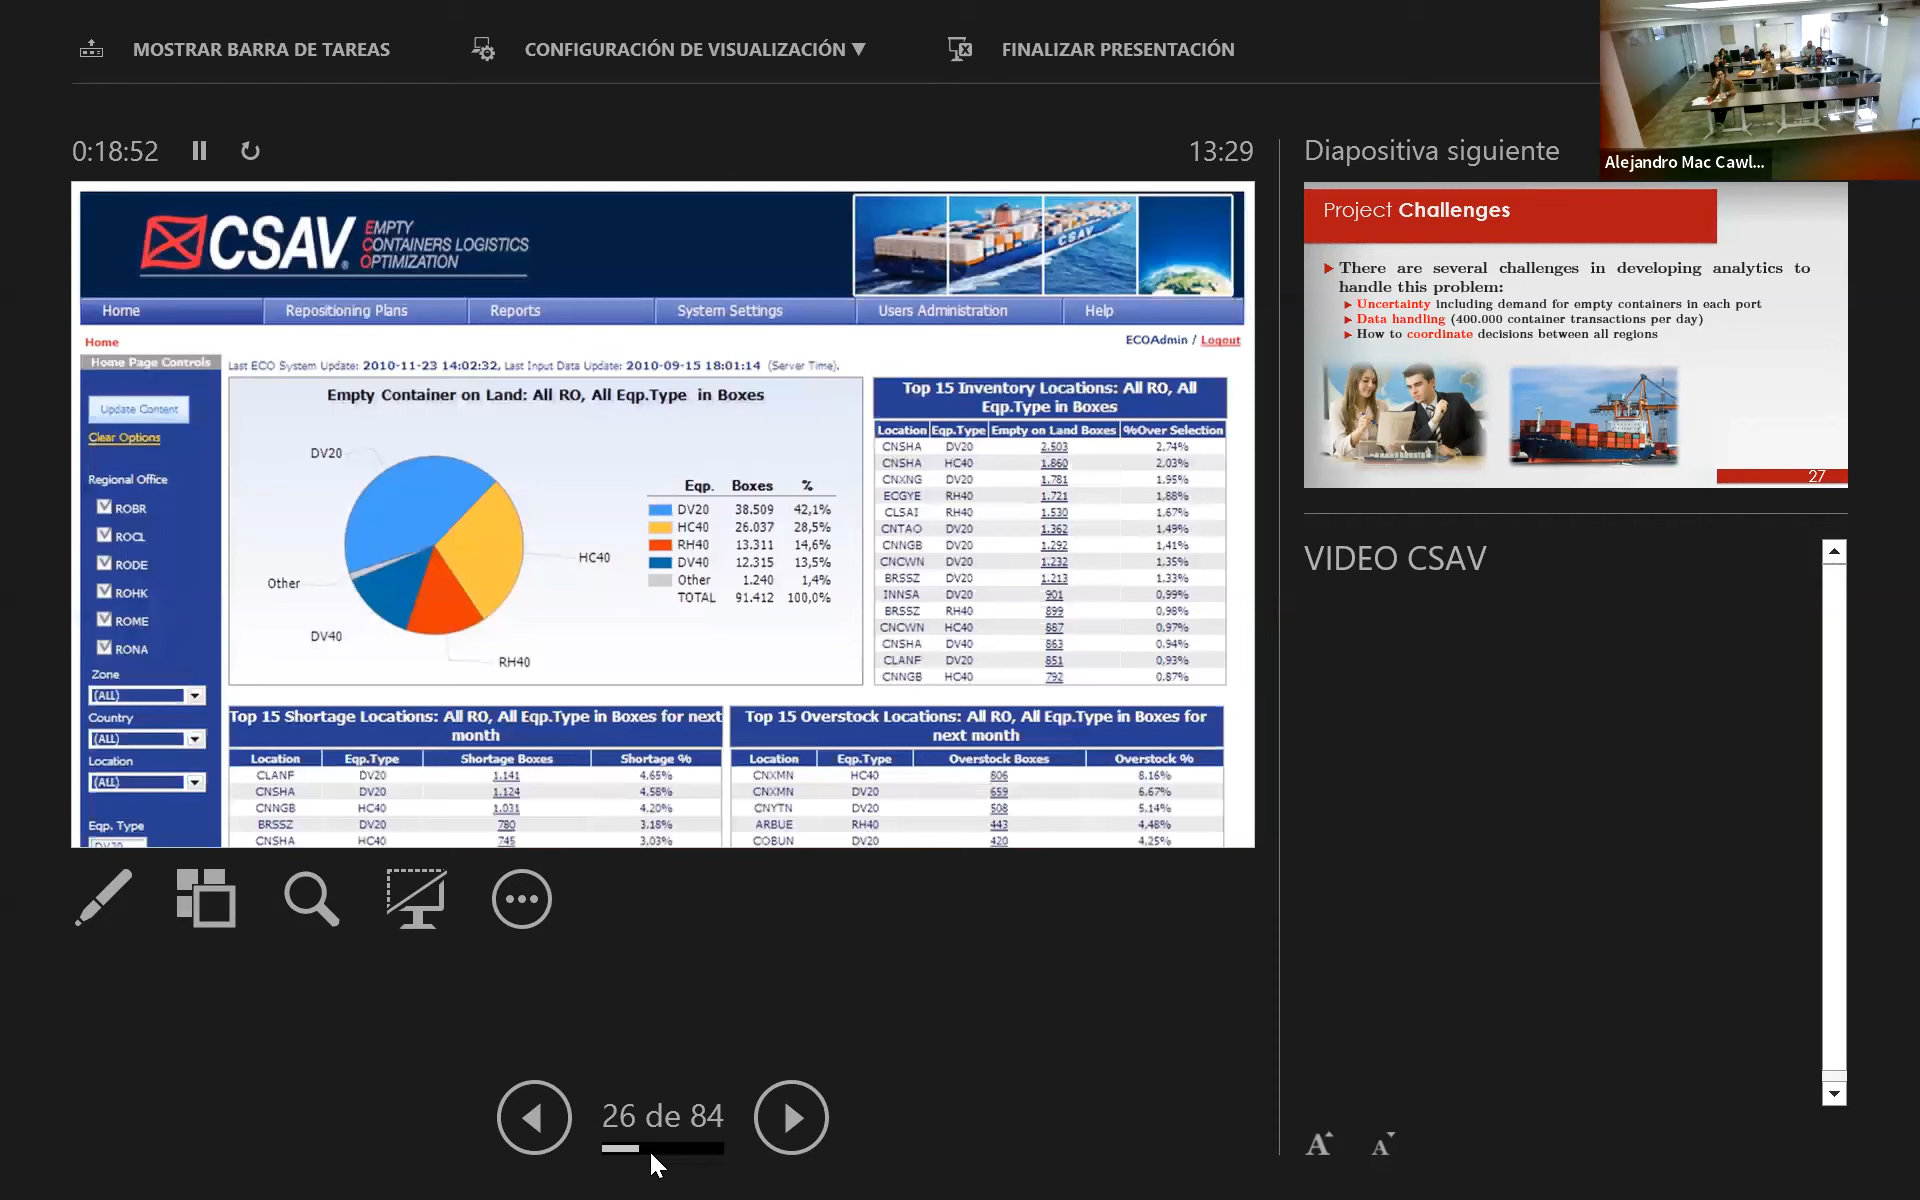 MOSTRAR BARRA DE TAREAS
CONFIGURACIÓN DE VISUALIZACIÓN ▼
FINALIZAR PRESENTACIÓN
Alejandro Mac Cawl...
0:18:52
13:29
Diapositiva siguiente
CSAV
EMPTY
CONTAINERS LOGISTICS
OPTIMIZATION
CSAV
Home
Repositioning Plans
Reports
System Settings
Users Administration
Help
Home
ECOAdmin / Logout
Home Page Controls
Last ECO System Update: 2010-11-23 14:02:32, Last Input Data Update: 2010-09-15 18:01:14 (Server Time).
Update Content
Clear Options
Regional Office
ROBR
ROCL
RODE
ROHK
ROME
RONA
Zone
(ALL)
Country
(ALL)
Location
(ALL)
Eqp. Type
DV20
Empty Container on Land: All RO, All Eqp.Type in Boxes
DV20
HC40
Other
DV40
RH40
Eqp. Boxes %
DV20 38.509 42,1%
HC40 26.037 28,5%
RH40 13.311 14,6%
DV40 12.315 13,5%
Other 1.240 1,4%
TOTAL 91.412 100,0%
Top 15 Inventory Locations: All RO, All
Eqp.Type in Boxes
Location Eqp.Type Empty on Land Boxes %Over Selection
CNSHA DV20 2.503 2,74%
CNSHA HC40 1.860 2,03%
CNXNG DV20 1.781 1,95%
ECGYE RH40 1.721 1,88%
CLSAI RH40 1.530 1,67%
CNTAO DV20 1.362 1,49%
CNNGB DV20 1.292 1,41%
CNCWN DV20 1.232 1,35%
BRSSZ DV20 1.213 1,33%
INNSA DV20 901 0,99%
BRSSZ RH40 899 0,98%
CNCWN HC40 887 0,97%
CNSHA DV40 863 0,94%
CLANF DV20 851 0,93%
CNNGB HC40 792 0,87%
Top 15 Shortage Locations: All RO, All Eqp.Type in Boxes for next
month
Location Eqp.Type Shortage Boxes Shortage %
CLANF DV20 1.141 4,65%
CNSHA DV20 1.124 4,58%
CNNGB HC40 1.031 4,20%
BRSSZ DV20 780 3,18%
CNSHA HC40 745 3,03%
Top 15 Overstock Locations: All RO, All Eqp.Type in Boxes for
next month
Location Eqp.Type Overstock Boxes Overstock %
CNXMN HC40 806 8,16%
CNXMN DV20 659 6,67%
CNYTN DV20 508 5,14%
ARBUE RH40 443 4,48%
COBUN DV20 420 4,25%
Project Challenges
There are several challenges in developing analytics to
handle this problem:
Uncertainty including demand for empty containers in each port
Data handling (400.000 container transactions per day)
How to coordinate decisions between all regions
27
VIDEO CSAV
26 de 84
A A